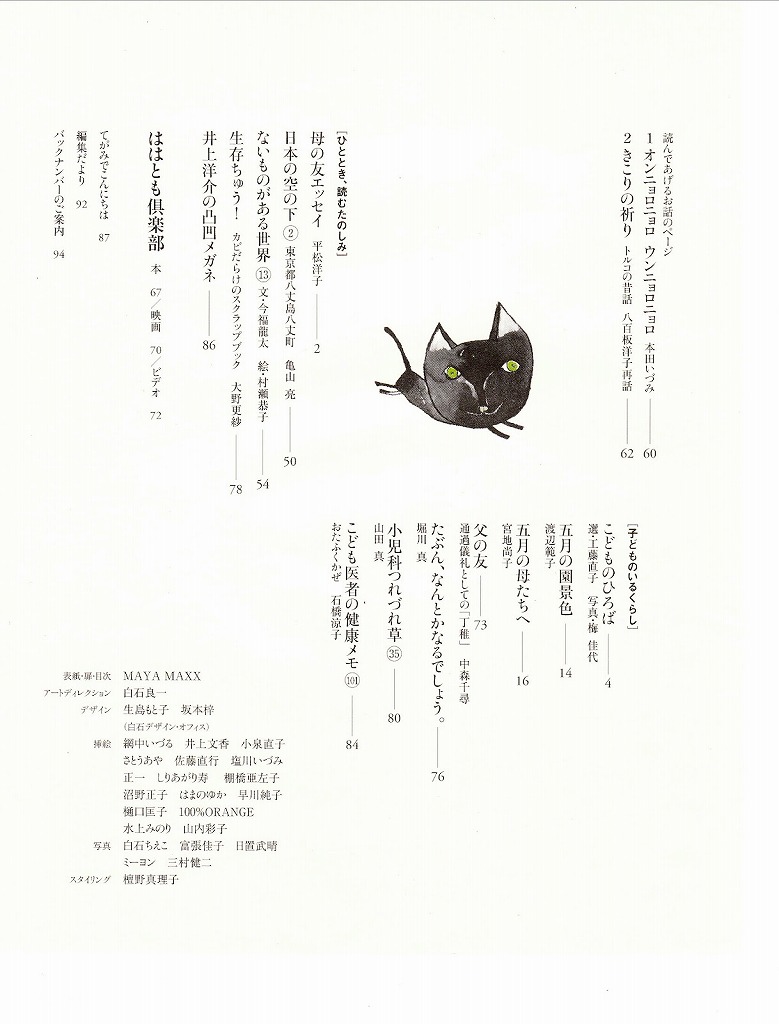 読んであげるお話のページ
1 オンニョロニョロ ウンニョロニョロ 本田いづみ 60
2 きこりの祈り トルコの昔話 八百板洋子再話 62
[ひととき、読むたのしみ]
母の友エッセイ 平松洋子 2
日本の空の下② 東京都八丈島八丈町 亀山 亮 50
ないものがある世界⑬ 文・今福龍太 絵・村瀬恭子 54
生存ちゅう! カビだらけのスクラップブック 大野更紗 78
井上洋介の凸凹メガネ 86
ははとも倶楽部 本 67/映画 70/ビデオ 72
てがみでこんにちは 87
編集だより 92
バックナンバーのご案内 94
[子どものいるくらし]
こどものひろば 4
選・工藤直子 写真・梅 佳代
五月の園景色 14
渡辺範子
五月の母たちへ 16
宮地尚子
父の友 73
通過儀礼としての「丁稚」 中森千尋
たぶん、なんとかなるでしょう。 76
堀川 真
小児科つれづれ草㉟ 80
山田 真
こども医者の健康メモ(101) 84
おたふくかぜ 石橋涼子
表紙・扉・目次 MAYA MAXX
アートディレクション 白石良一
デザイン 生島もと子 坂本梓
(白石デザイン・オフィス)
挿絵 網中いづる 井上文香 小泉直子
さとうあや 佐藤直行 塩川いづみ
正一 しりあがり寿 棚橋亜左子
沼野正子 はまのゆか 早川純子
樋口匡子 100%ORANGE
水上みのり 山内彩子
写真 白石ちえこ 富張佳子 日置武晴
ミーヨン 三村健二
スタイリング 檀野真理子